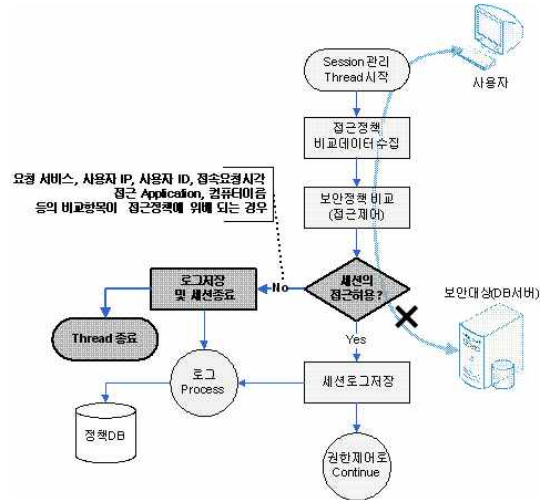 Session 관리
Thread 시작
사용자
접근정책
비교데이터 수집
요청 서비스, 사용자 IP, 사용자 ID, 접속요청시각
접근 Application, 컴퓨터이름
등의 비교항목이 접근정책에 위배 되는 경우
보안정책 비교
(접근제어)
로그저장
및 세션종료
No
세션의
접근허용?
보안대상(DB서버)
Thread 종료
Yes
로그
Process
세션로그저장
정책DB
권한제어로
Continue